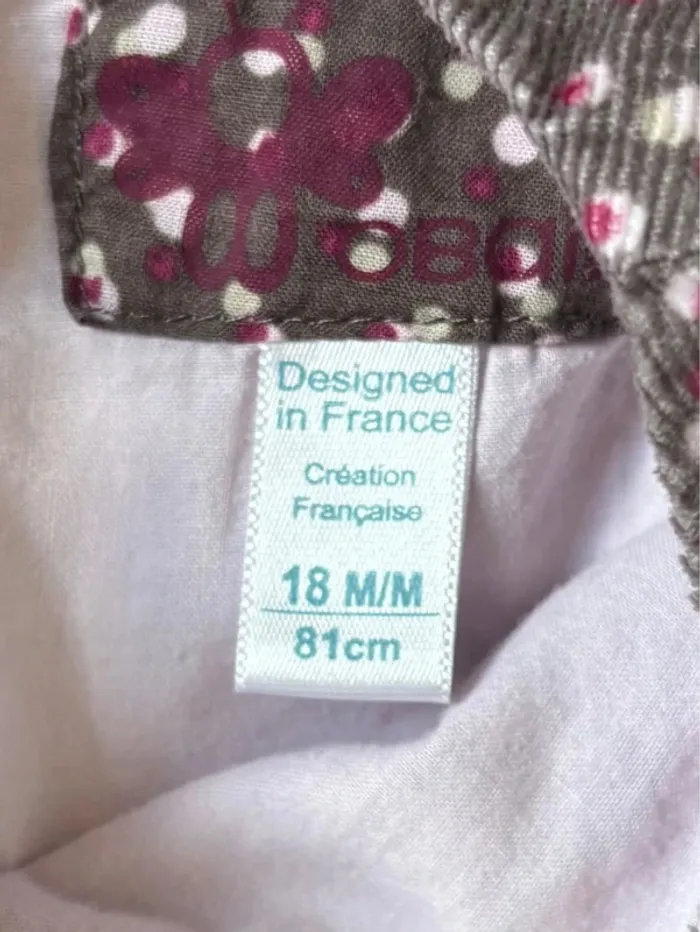 Designed
in France
Création
Française
18 M/M
81cm